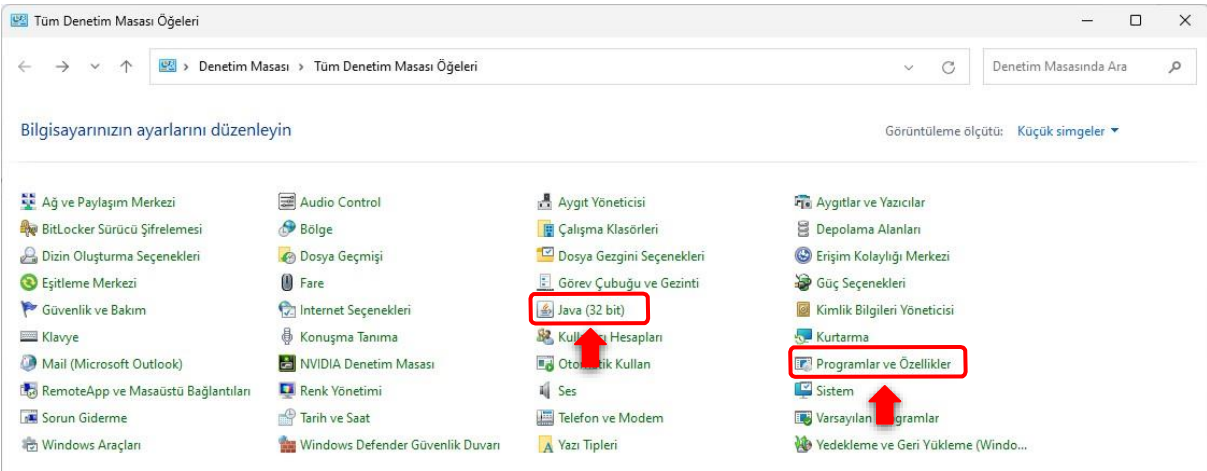 Tüm Denetim Masası Öğeleri
Denetim Masası › Tüm Denetim Masası Öğeleri
Denetim Masasında Ara
Bilgisayarınızın ayarlarını düzenleyin
Görüntüleme ölçütü: Küçük simgeler
Ağ ve Paylaşım Merkezi Audio Control Aygıt Yöneticisi Aygıtlar ve Yazıcılar
BitLocker Sürücü Şifrelemesi Bölge Çalışma Klasörleri Depolama Alanları
Dizin Oluşturma Seçenekleri Dosya Geçmişi Dosya Gezgini Seçenekleri Erişim Kolaylığı Merkezi
Eşitleme Merkezi Fare Görev Çubuğu ve Gezinti Güç Seçenekleri
Güvenlik ve Bakım İnternet Seçenekleri Java (32 bit) Kimlik Bilgileri Yöneticisi
Klavye Konuşma Tanıma Hesapları Kurtarma
Mail (Microsoft Outlook) NVIDIA Denetim Masası Kullan Programlar ve Özellikler
RemoteApp ve Masaüstü Bağlantıları Renk Yönetimi Ses Sistem
Sorun Giderme Tarih ve Saat Telefon ve Modem Varsayılan
Windows Araçları Windows Defender Güvenlik Duvarı Yazı Tipleri Yedekleme ve Geri Yükleme (Windo...